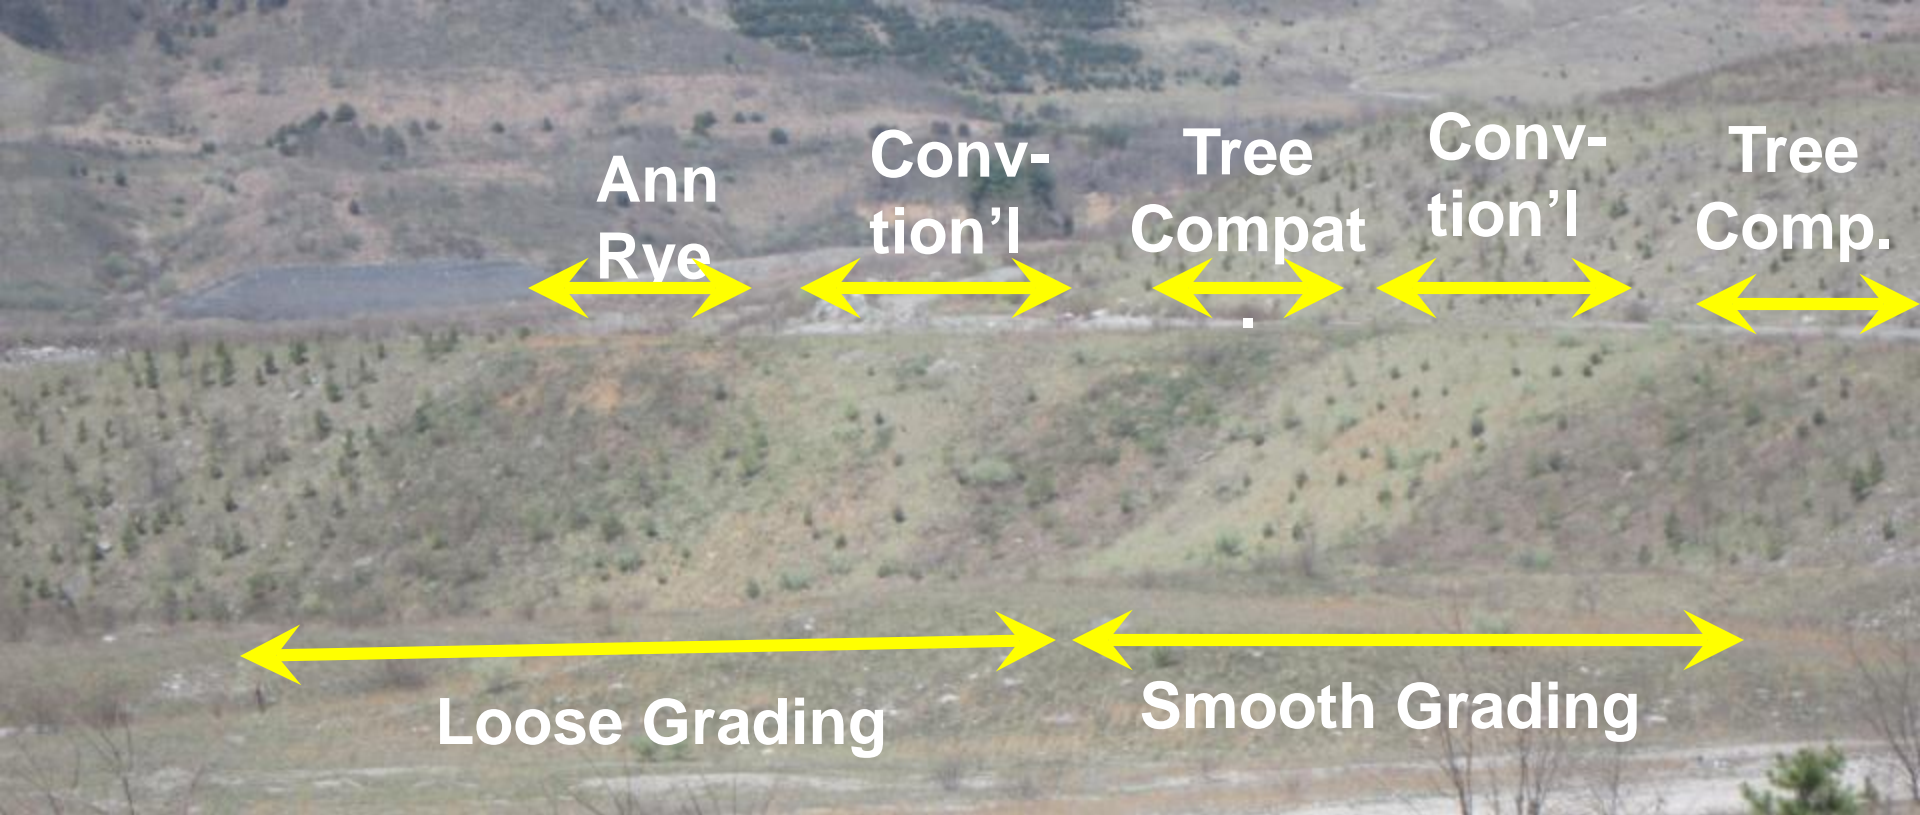 Ann
Rye
Conv-
tion’l
Tree
Compat
.
Conv-
tion’l
Tree
Comp.
Loose Grading
Smooth Grading